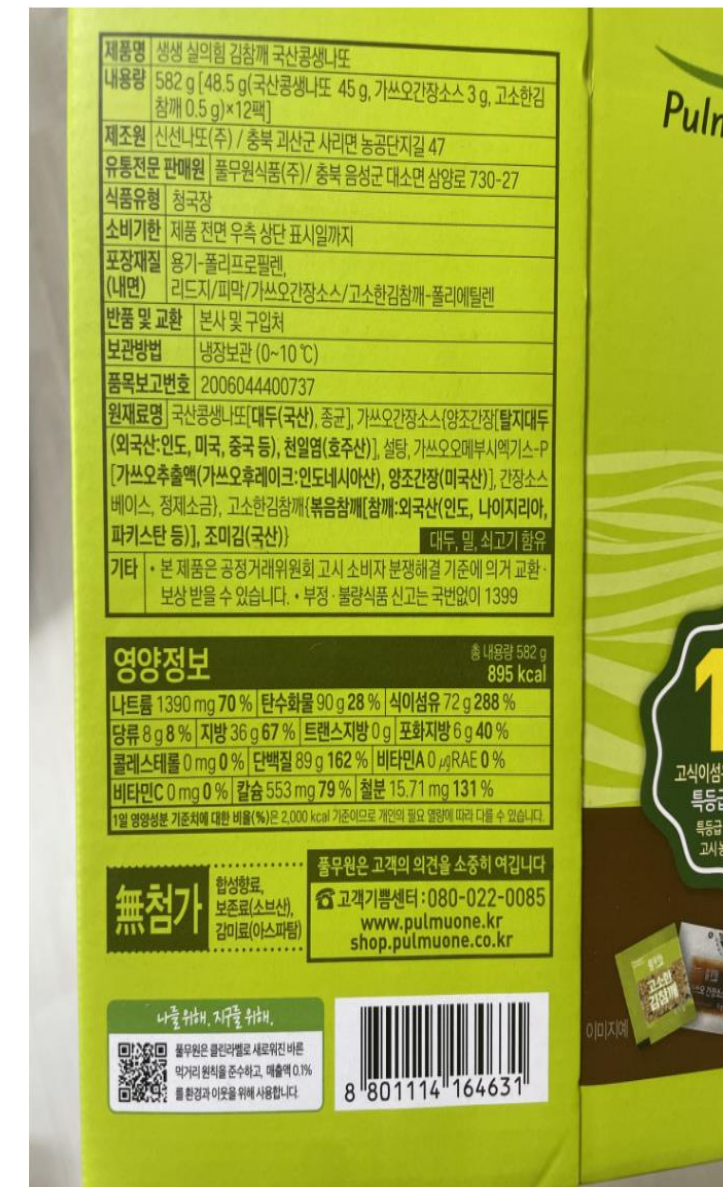 제품명 생생 실의힘 김참깨 국산콩생나또
내용량 582 g [48.5 g(국산콩생나또 45 g, 가쓰오간장소스 3 g, 고소한김
참깨 0.5 g)×12팩]
제조원 신선나또(주) / 충북 괴산군 사리면 농공단지길 47
유통전문 판매원 풀무원식품(주) / 충북 음성군 대소면 삼양로 730-27
식품유형 청국장
소비기한 제품 전면 우측 상단 표시일까지
포장재질 용기-폴리프로필렌,
(내면) 리드지/피막/가쓰오간장소스/고소한김참깨-폴리에틸렌
반품 및 교환 본사 및 구입처
보관방법 냉장보관 (0~10 ℃)
품목보고번호 2006044400737
원재료명 국산콩생나또[대두(국산), 종균], 가쓰오간장소스{양조간장[탈지대두
(외국산:인도, 미국, 중국 등), 천일염(호주산)], 설탕, 가쓰오오메부시엑기스-P
[가쓰오추출액(가쓰오후레이크:인도네시아산), 양조간장(미국산)], 간장소스
베이스, 정제소금}, 고소한김참깨{볶음참깨[참깨:외국산(인도, 나이지리아,
파키스탄 등)], 조미김(국산)}
대두, 밀, 쇠고기 함유
기타 • 본 제품은 공정거래위원회 고시 소비자 분쟁해결 기준에 의거 교환·
보상 받을 수 있습니다. • 부정·불량식품 신고는 국번없이 1399
영양정보
총 내용량 582 g
895 kcal
나트륨 1390 mg 70 % 탄수화물 90 g 28 % 식이섬유 72 g 288 %
당류 8 g 8 % 지방 36 g 67 % 트랜스지방 0 g 포화지방 6 g 40 %
콜레스테롤 0 mg 0 % 단백질 89 g 162 % 비타민A 0 μgRAE 0 %
비타민C 0 mg 0 % 칼슘 553 mg 79 % 철분 15.71 mg 131 %
1일 영양성분 기준치에 대한 비율(%)은 2,000 kcal 기준이므로 개인의 필요 열량에 따라 다를 수 있습니다.
無첨가
합성향료,
보존료(소브산),
감미료(아스파탐)
풀무원은 고객의 의견을 소중히 여깁니다
☎고객기쁨센터:080-022-0085
www.pulmuone.kr
shop.pulmuone.co.kr
나를 위해, 지구를 위해.
풀무원은 클린라벨로 새로워진 바른
먹거리 원칙을 준수하고, 매출액 0.1%
를 환경과 이웃을 위해 사용합니다.
8 801114 164631
Pulm
1
고식이섬
특등급
특등급
고시
고소한
김참깨
이미지예